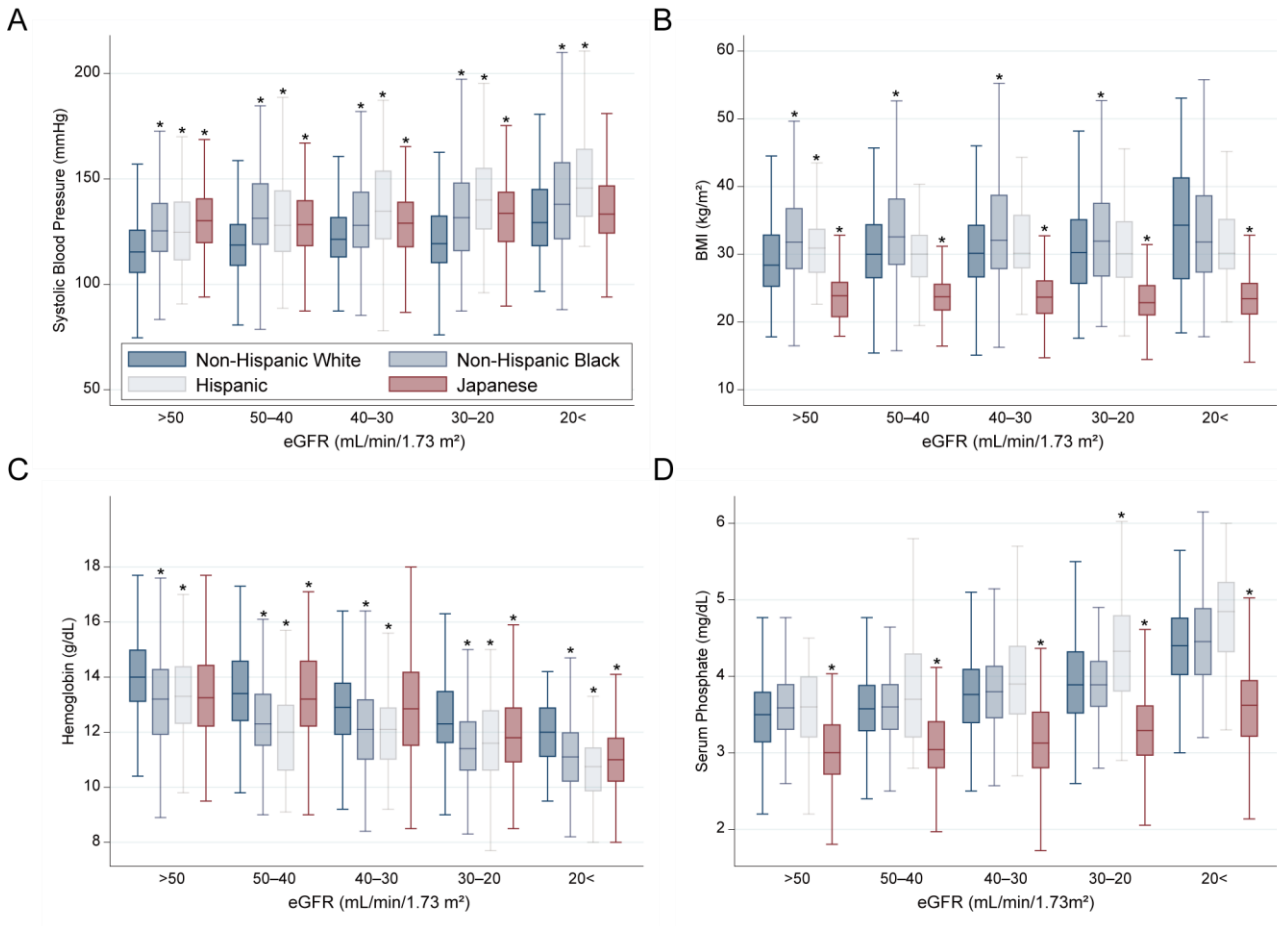 A
Systolic Blood Pressure (mmHg)
200
150
100
50
* * * * * * * * * * * * * *
Non-Hispanic White
Non-Hispanic Black
Hispanic
Japanese
>50 50–40 40–30 30–20 20<
eGFR (mL/min/1.73 m²)
B
BMI (kg/m²)
60
50
40
30
20
10
* * * * * * * * * *
>50 50–40 40–30 30–20 20<
eGFR (mL/min/1.73 m²)
C
Hemoglobin (g/dL)
18
16
14
12
10
8
* * * * * * * * * * * * *
>50 50–40 40–30 30–20 20<
eGFR (mL/min/1.73 m²)
D
Serum Phosphate (mg/dL)
6
5
4
3
2
* * * * * *
>50 50–40 40–30 30–20 20<
eGFR (mL/min/1.73m²)